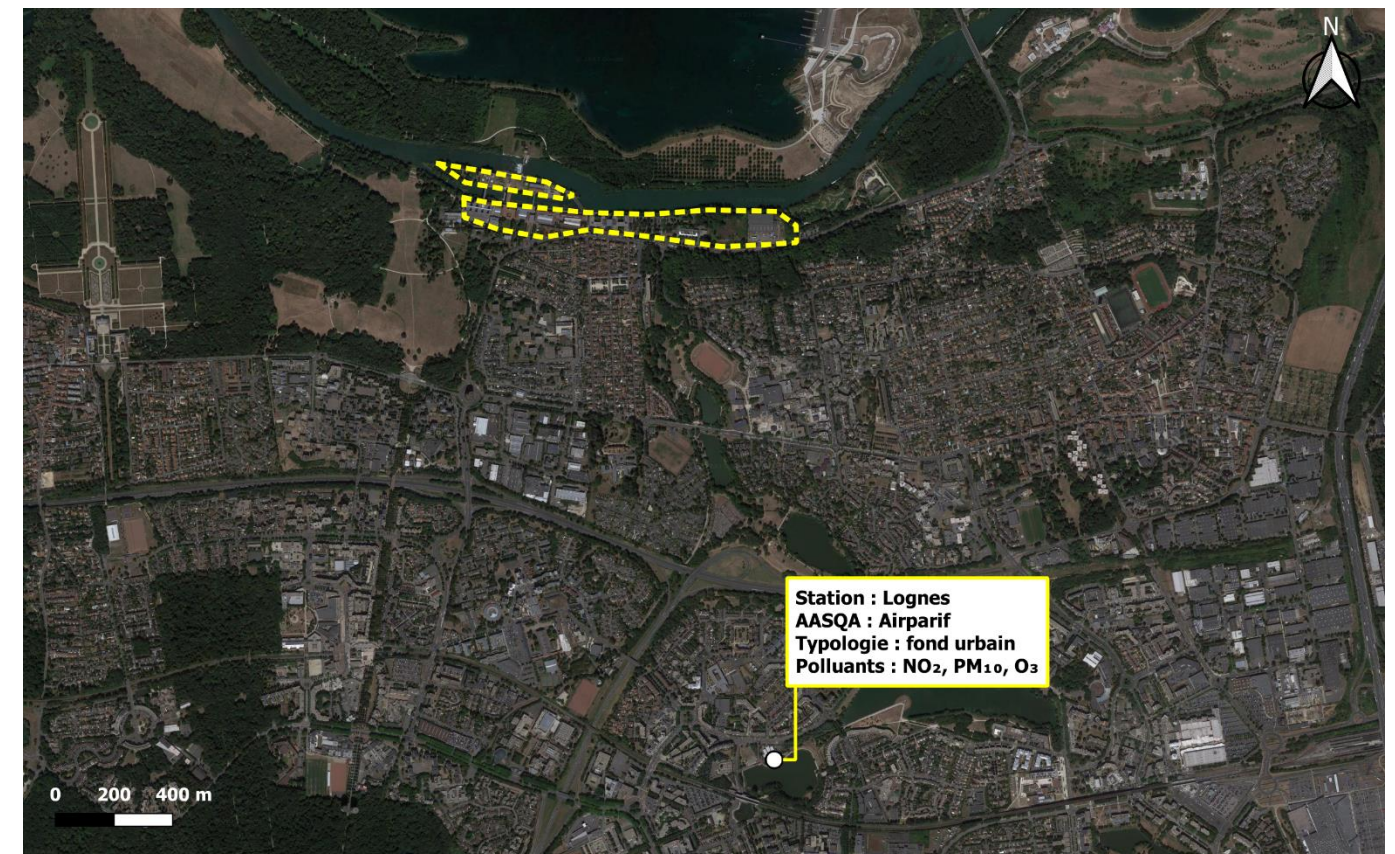 N
Station : Lognes
AASQA : Airparif
Typologie : fond urbain
Polluants : NO₂, PM₁₀, O₃
0 200 400 m